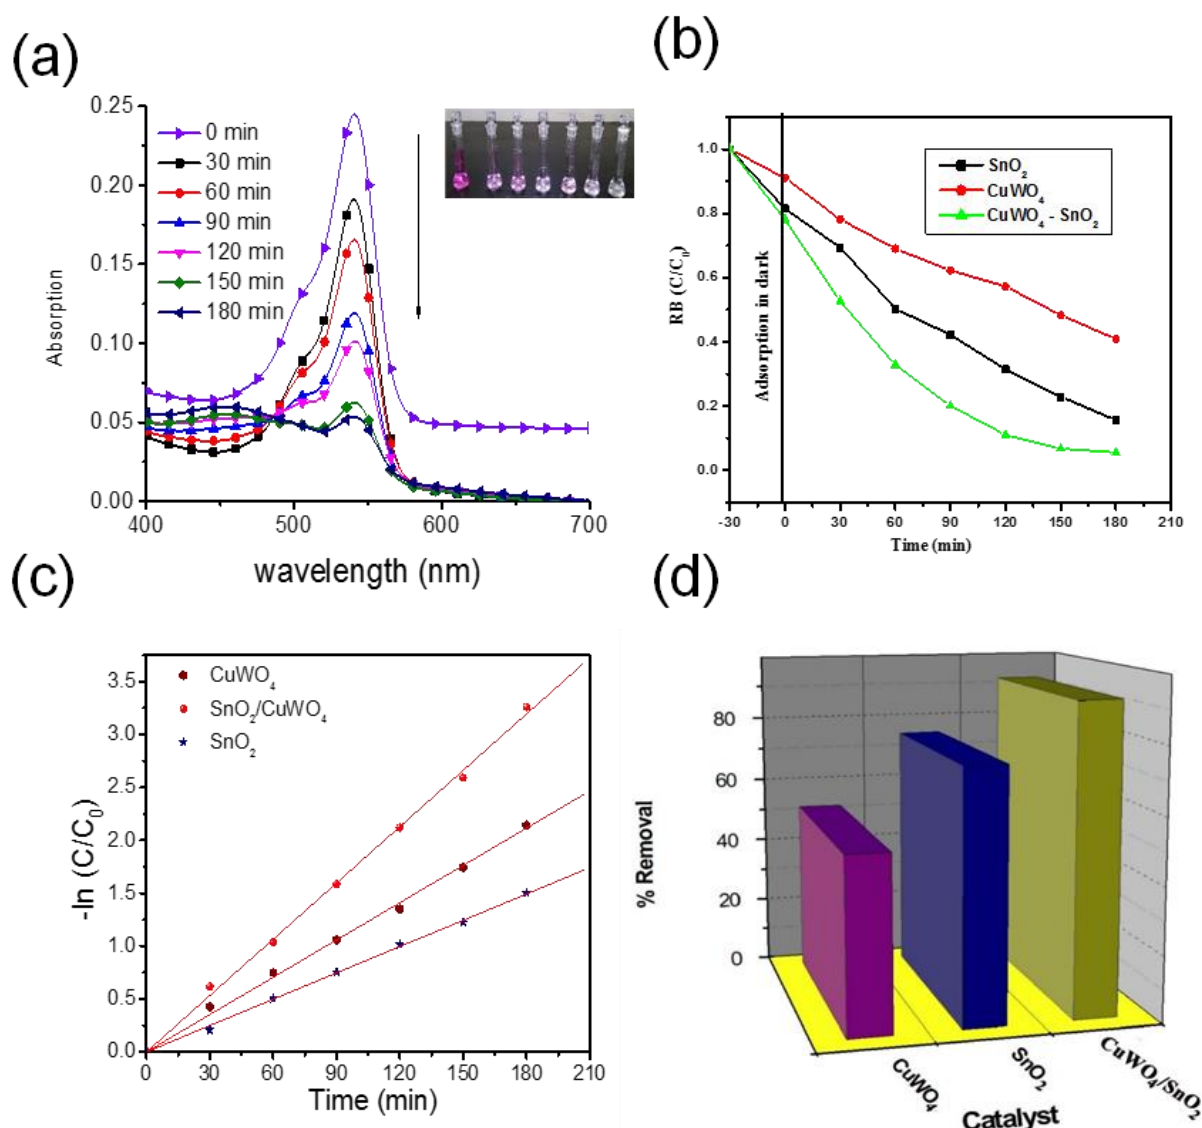 (a)
0.25
0.20
0.15
0.10
0.05
0.00
Absorption
0 min
30 min
60 min
90 min
120 min
150 min
180 min
400
500
600
700
wavelength (nm)
(b)
1.0
0.8
0.6
0.4
0.2
0.0
RB (C/C₀)
Adsorption in dark
SnO₂
CuWO₄
CuWO₄ - SnO₂
-30
0
30
60
90
120
150
180
210
Time (min)
(c)
3.5
3.0
2.5
2.0
1.5
1.0
0.5
0.0
-ln (C/C₀)
CuWO₄
SnO₂/CuWO₄
SnO₂
0
30
60
90
120
150
180
210
Time (min)
(d)
80
60
40
20
0
% Removal
CuWO₄
SnO₂
CuWO₄/SnO₂
Catalyst